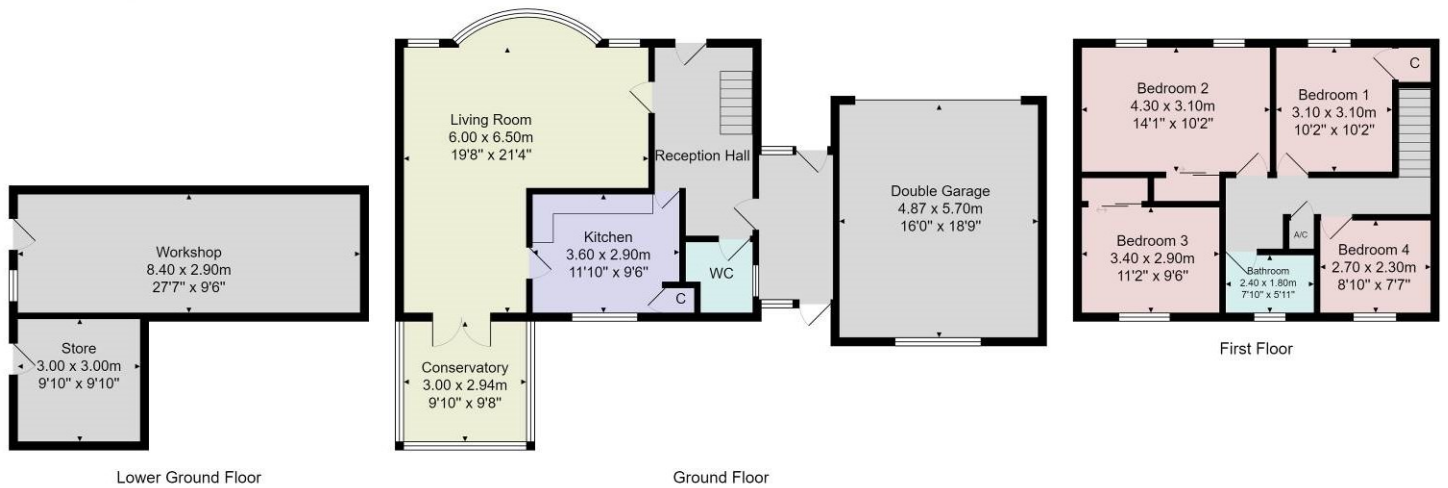 Workshop
8.40 x 2.90m
27'7" x 9'6"
Store
3.00 x 3.00m
9'10" x 9'10"
Lower Ground Floor
Living Room
6.00 x 6.50m
19'8" x 21'4"
Reception Hall
Kitchen
3.60 x 2.90m
11'10" x 9'6"
C
WC
Conservatory
3.00 x 2.94m
9'10" x 9'8"
Double Garage
4.87 x 5.70m
16'0" x 18'9"
Ground Floor
Bedroom 2
4.30 x 3.10m
14'1" x 10'2"
Bedroom 1
3.10 x 3.10m
10'2" x 10'2"
C
Bedroom 3
3.40 x 2.90m
11'2" x 9'6"
A/C
Bathroom
2.40 x 1.80m
7'10" x 5'11"
Bedroom 4
2.70 x 2.30m
8'10" x 7'7"
First Floor